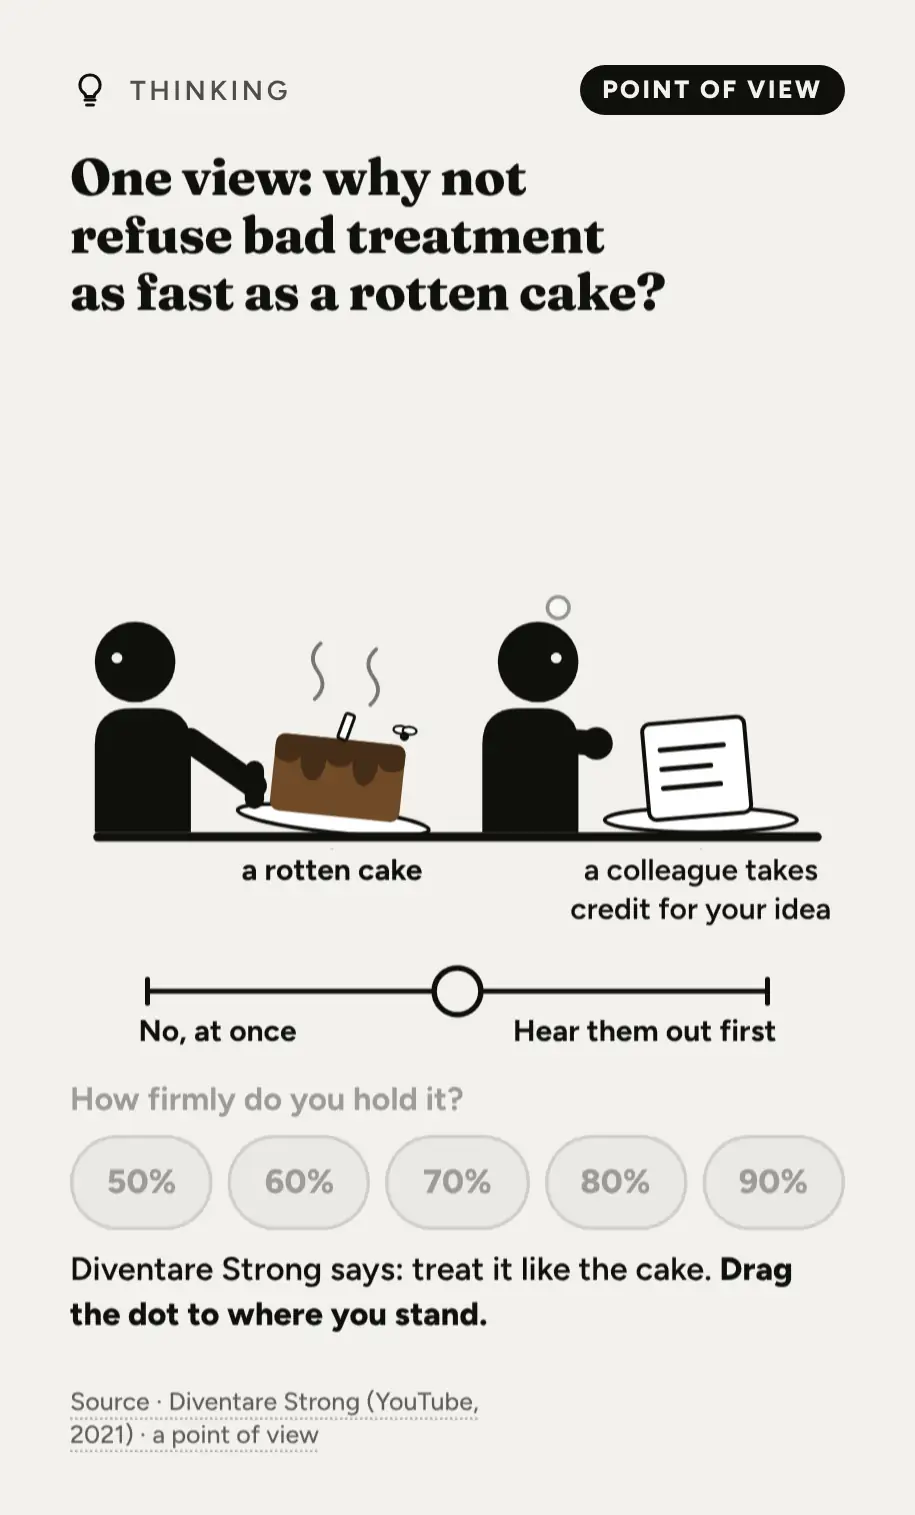 THINKING
POINT OF VIEW
One view: why not
refuse bad treatment
as fast as a rotten cake?
a rotten cake
a colleague takes
credit for your idea
No, at once
Hear them out first
How firmly do you hold it?
50%
60%
70%
80%
90%
Diventare Strong says: treat it like the cake. Drag
the dot to where you stand.
Source · Diventare Strong (YouTube,
2021) · a point of view